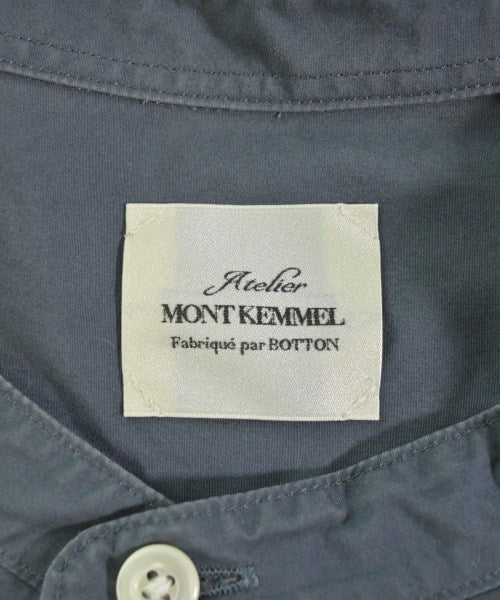 Atelier
MONT KEMMEL
Fabriqué par BOTTON